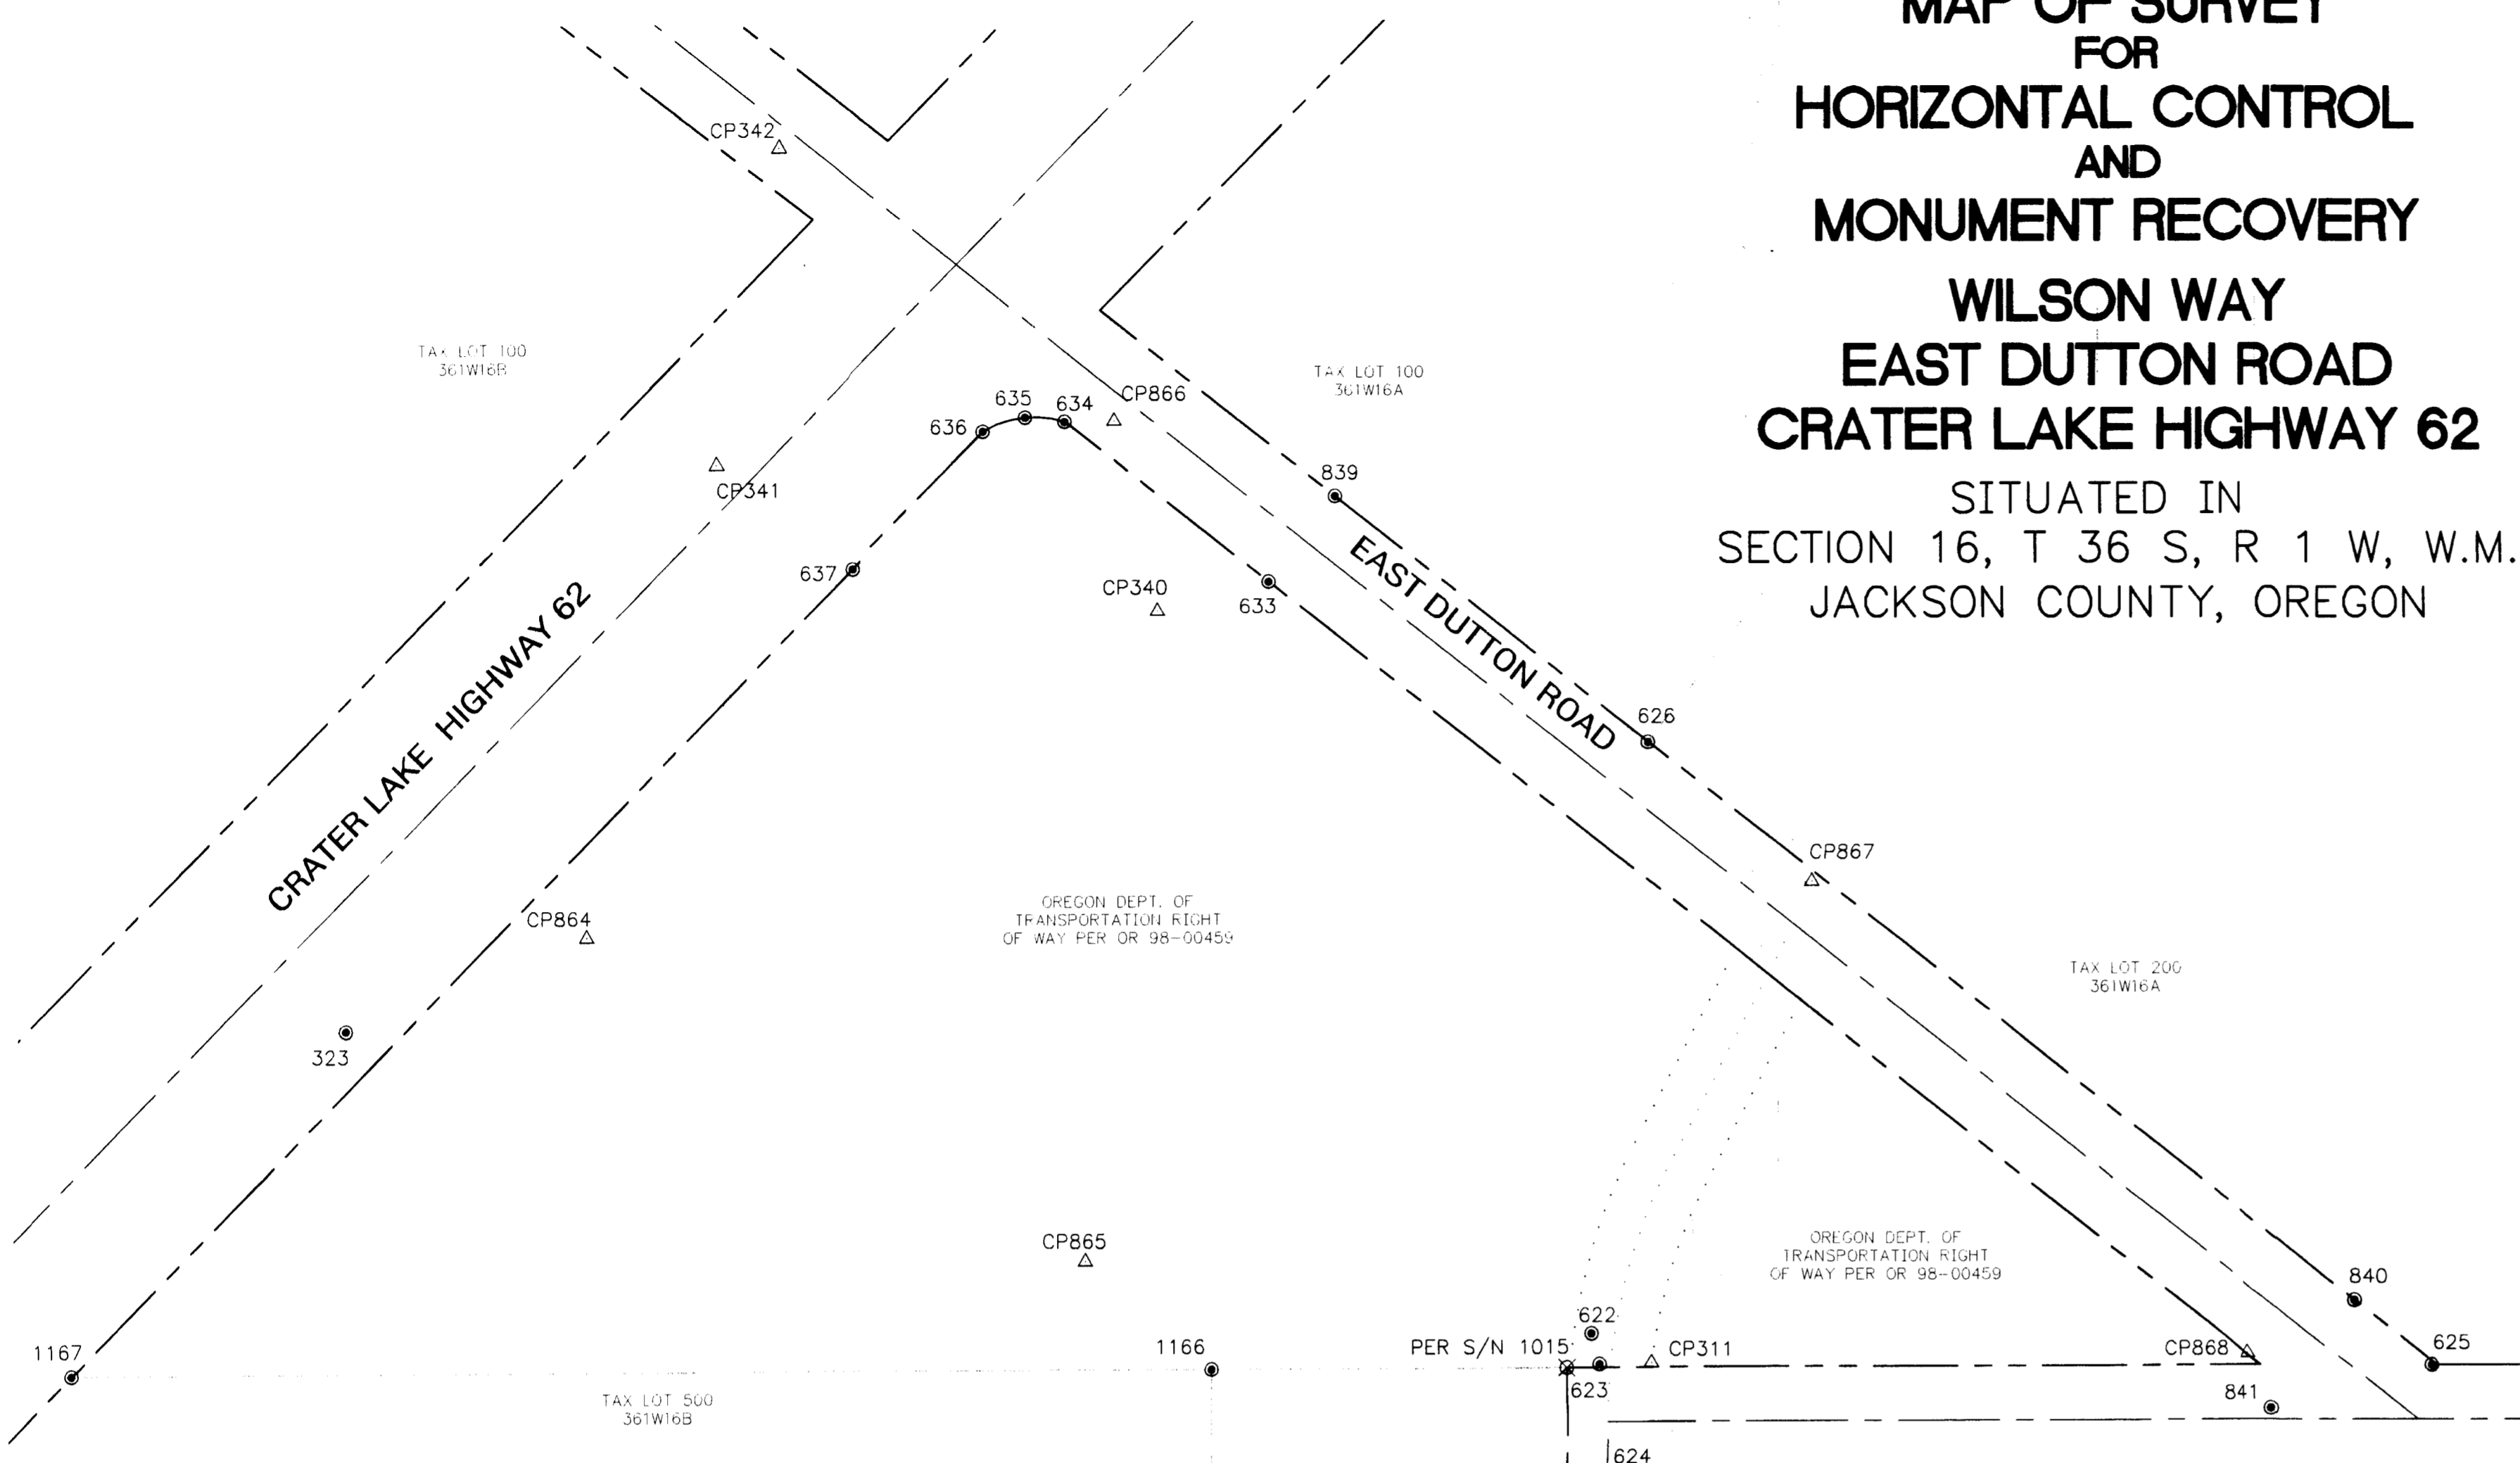 MAP OF SURVEY
FOR
HORIZONTAL CONTROL
AND
MONUMENT RECOVERY
WILSON WAY
EAST DUTTON ROAD
CRATER LAKE HIGHWAY 62
SITUATED IN
SECTION 16, T 36 S, R 1 W, W.M.
JACKSON COUNTY, OREGON
CP342
TAX LOT 100
361W16B
TAX LOT 100
361W16A
CP866
635
634
636
CP341
839
637
CP340
633
EAST DUTTON ROAD
CRATER LAKE HIGHWAY 62
626
CP867
CP864
OREGON DEPT. OF
TRANSPORTATION RIGHT
OF WAY PER OR 98-00459
TAX LOT 200
361W16A
323
CP865
OREGON DEPT. OF
TRANSPORTATION RIGHT
OF WAY PER OR 98-00459
840
622
1167
1166
PER S/N 1015
CP311
CP868
625
623
841
TAX LOT 500
361W16B
624